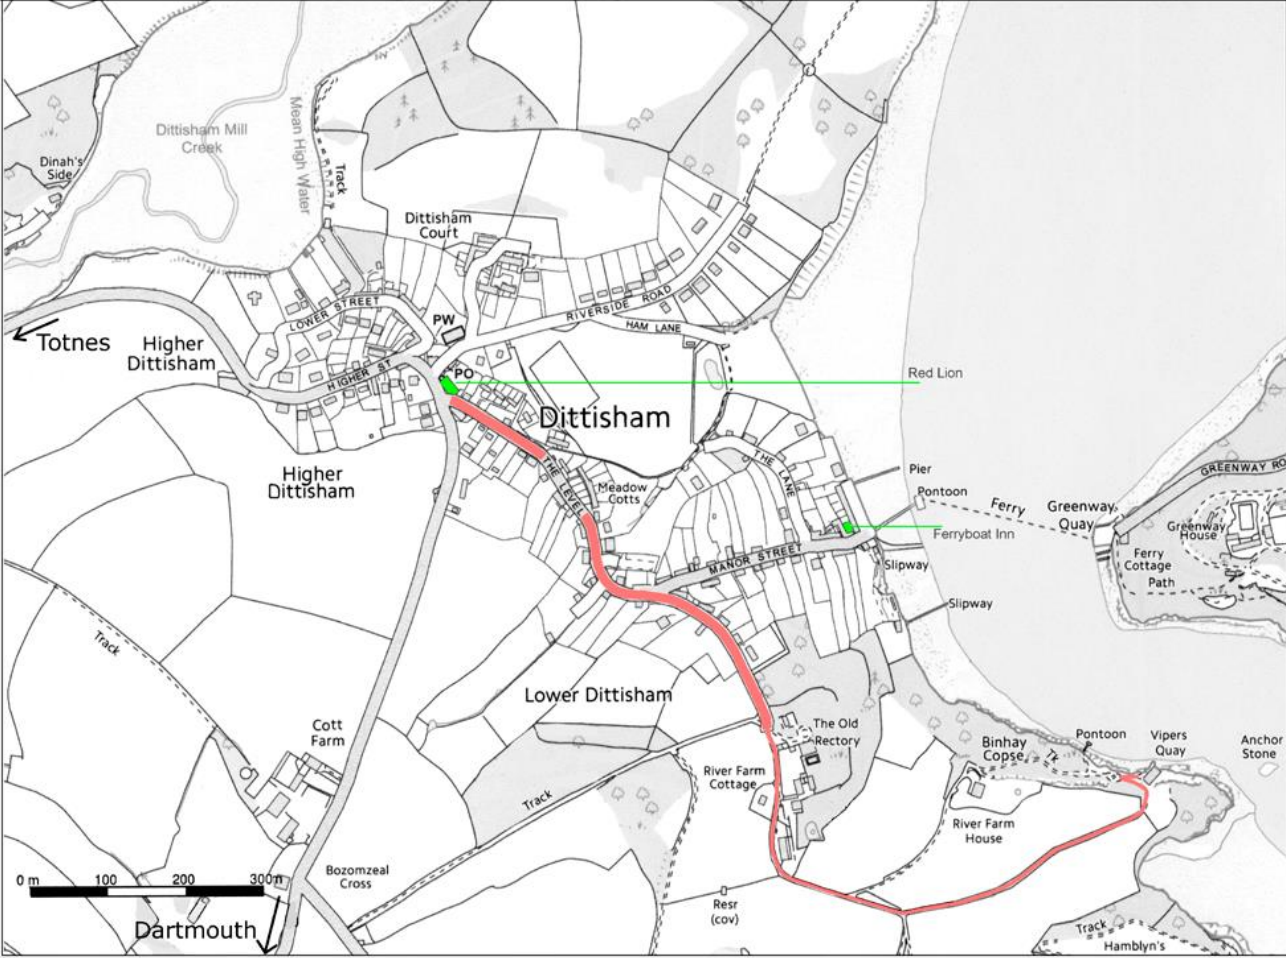 Dittisham Mill
Creek
Mean High Water
Track
Dinah's
Side
Dittisham
Court
LOWER STREET
PW
RIVERSIDE ROAD
HAM LANE
Totnes
Higher
Dittisham
HIGHER ST
PO
Red Lion
Dittisham
THE LANE
Higher
Dittisham
THE LEVEL
Meadow
Cotts
Pier
Pontoon
Ferry
Greenway
Quay
GREENWAY RO
Greenway
House
Ferryboat Inn
MANOR STREET
Slipway
Ferry
Cottage
Path
Slipway
Track
Lower Dittisham
Cott
Farm
The Old
Rectory
Binhay
Copse
Tk
Pontoon
Vipers
Quay
Anchor
Stone
River Farm
Cottage
Track
River Farm
House
Bozomzeal
Cross
0 m 100 200 300m
Resr
(cov)
Dartmouth
Track
Hamblyn's